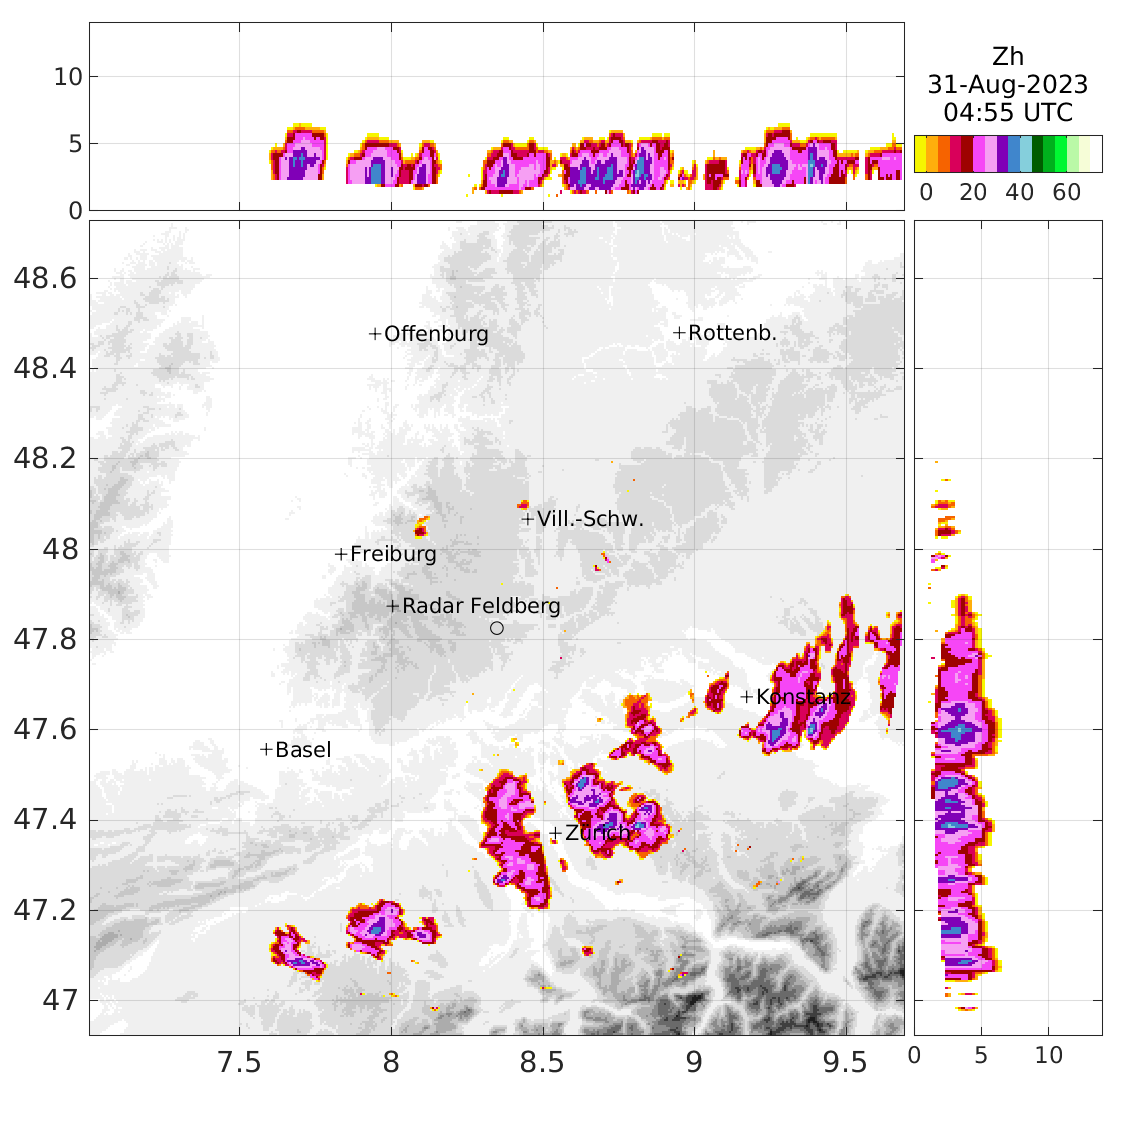 10
5
0
Zh
31-Aug-2023
04:55 UTC
0 20 40 60
48.6
48.4
48.2
48
47.8
47.6
47.4
47.2
47
+Offenburg
+Rottenb.
+Vill.-Schw.
+Freiburg
+Radar Feldberg
+Konstanz
+Basel
+Zürich
7.5 8 8.5 9 9.5
0 5 10